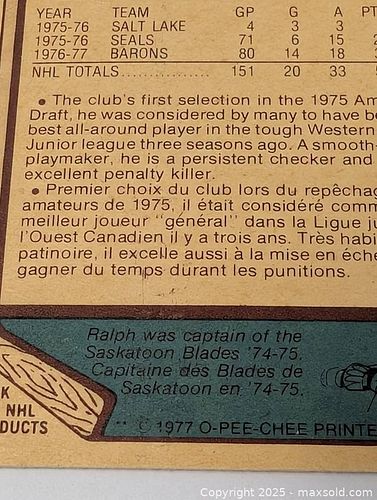 YEAR TEAM GP G A PT
1975-76 SALT LAKE 4 3 3
1975-76 SEALS 71 6 15 2
1976-77 BARONS 80 14 18 3
NHL TOTALS................ 151 20 33 5
• The club's first selection in the 1975 Am
Draft, he was considered by many to have be
best all-around player in the tough Western
Junior league three seasons ago. A smooth-
playmaker, he is a persistent checker and
excellent penalty killer.
• Premier choix du club lors du repêchag
amateurs de 1975, il était considéré comm
meilleur joueur "général" dans la Ligue ju
l'Ouest Canadien il y a trois ans. Très habi
patinoire, il excelle aussi à la mise en éche
gagner du temps durant les punitions.
Ralph was captain of the
Saskatoon Blades '74-75.
Capitaine dés Blades de
Saskatoon en '74-75.
K
NHL
DUCTS
** © 1977 O-PEE-CHEE PRINTE
Copyright © 2025 - maxsold.com